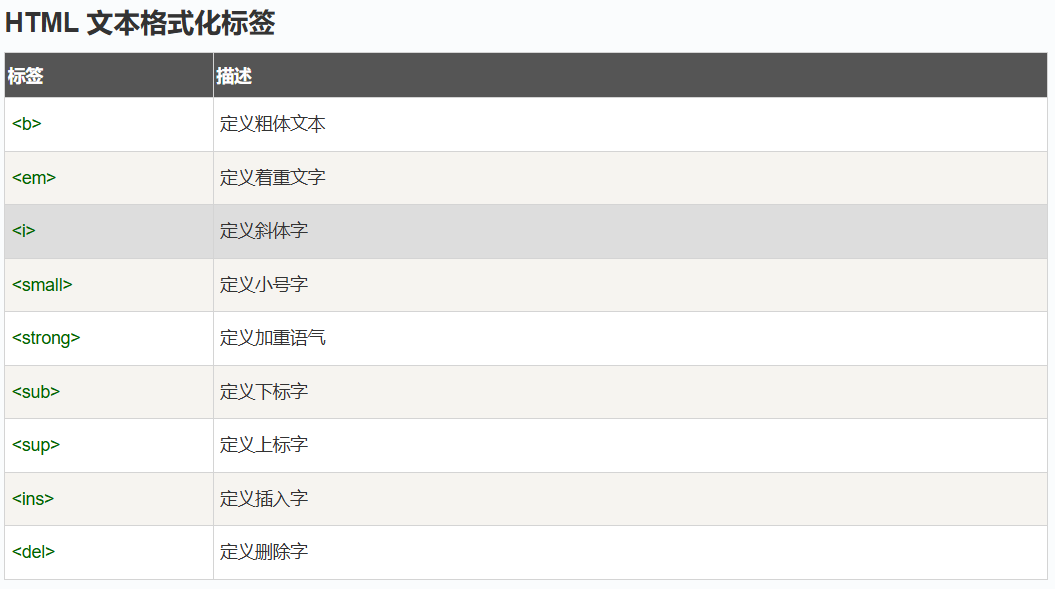 HTML 文本格式化标签
标签 描述
<b> 定义粗体文本
<em> 定义着重文字
<i> 定义斜体字
<small> 定义小号字
<strong> 定义加重语气
<sub> 定义下标字
<sup> 定义上标字
<ins> 定义插入字
<del> 定义删除字